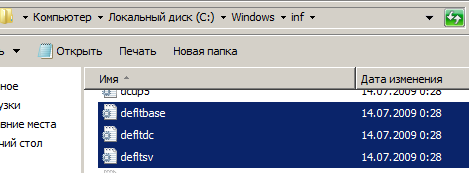 Компьютер ▸ Локальный диск (C:) ▸ Windows ▸ inf ▸
Открыть Печать Новая папка
Имя Дата изменения
ное
dcup5 14.07.2009 0:28
узки
defltbase 14.07.2009 0:28
вние места
defltdc 14.07.2009 0:28
ний стол
defltsv 14.07.2009 0:28